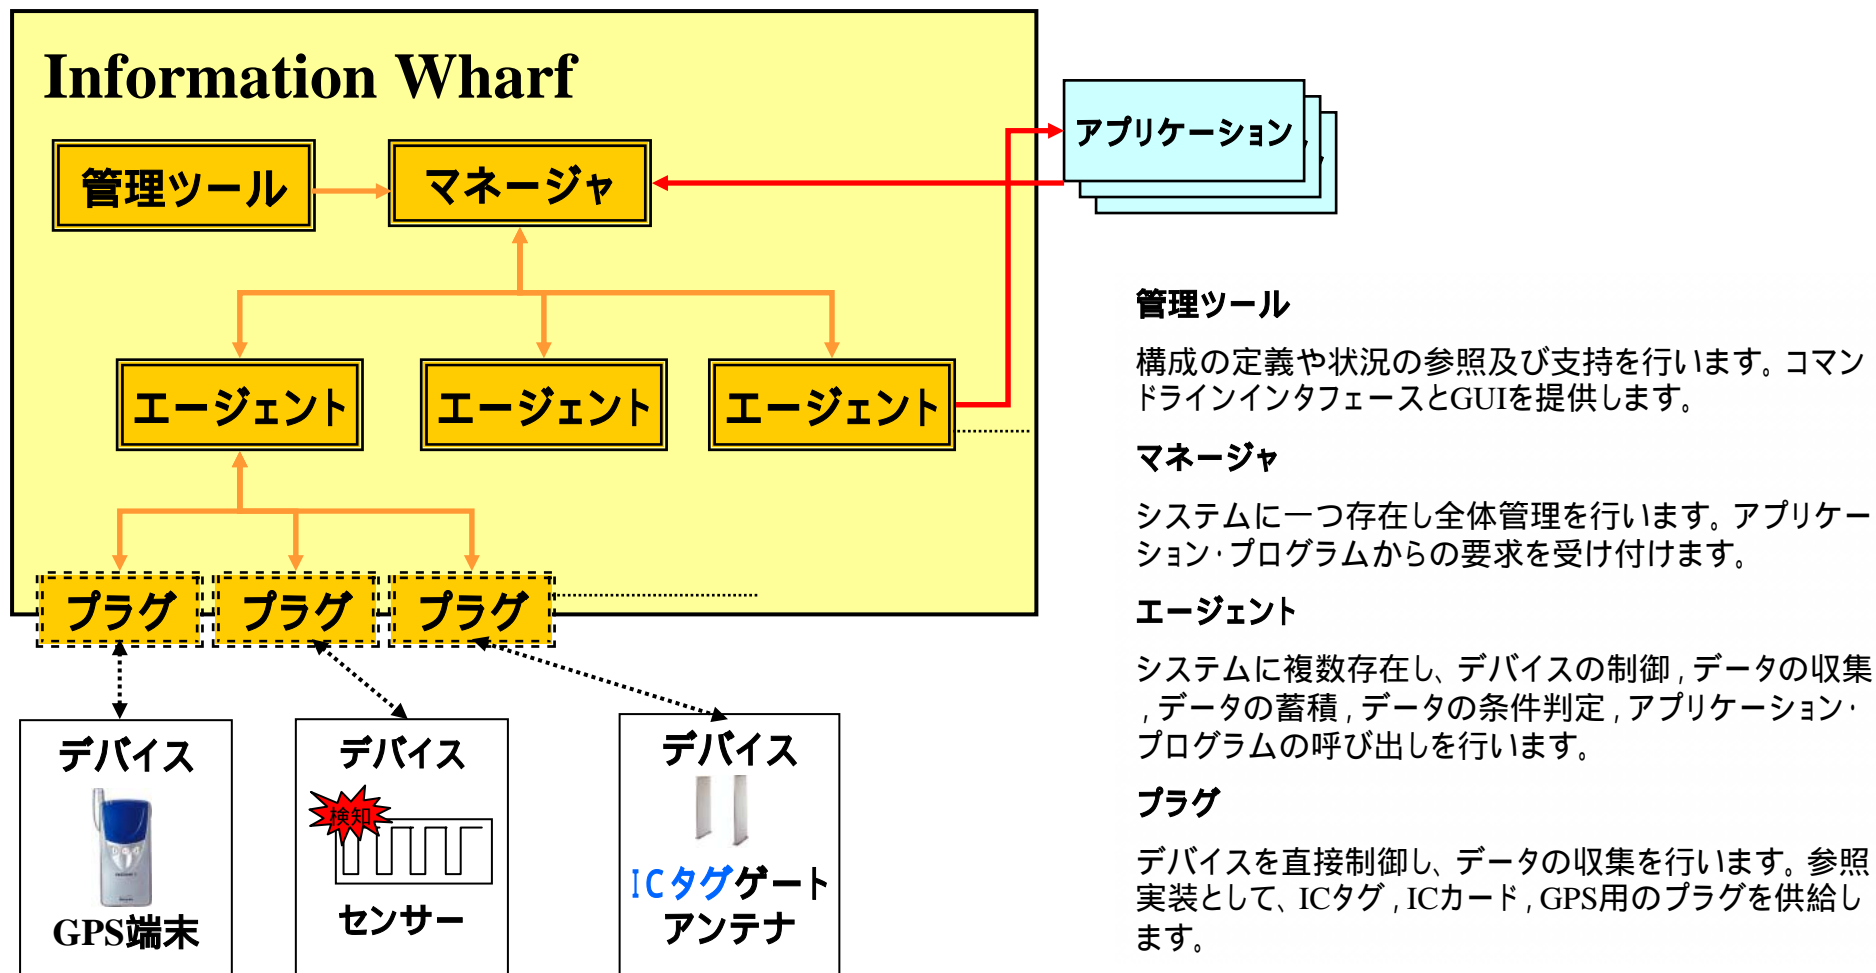 Information Wharf
管理ツール
マネージャ
アプリケーション
エージェント
エージェント
エージェント
プラグ
プラグ
プラグ
デバイス
GPS端末
デバイス
検知
センサー
デバイス
ICタグゲート
アンテナ
管理ツール
構成の定義や状況の参照及び支持を行います。コマン
ドラインインタフェースとGUIを提供します。
マネージャ
システムに一つ存在し全体管理を行います。アプリケー
ション・プログラムからの要求を受け付けます。
エージェント
システムに複数存在し、デバイスの制御,データの収集
,データの蓄積,データの条件判定,アプリケーション・
プログラムの呼び出しを行います。
プラグ
デバイスを直接制御し、データの収集を行います。参照
実装として、ICタグ,ICカード,GPS用のプラグを供給し
ます。